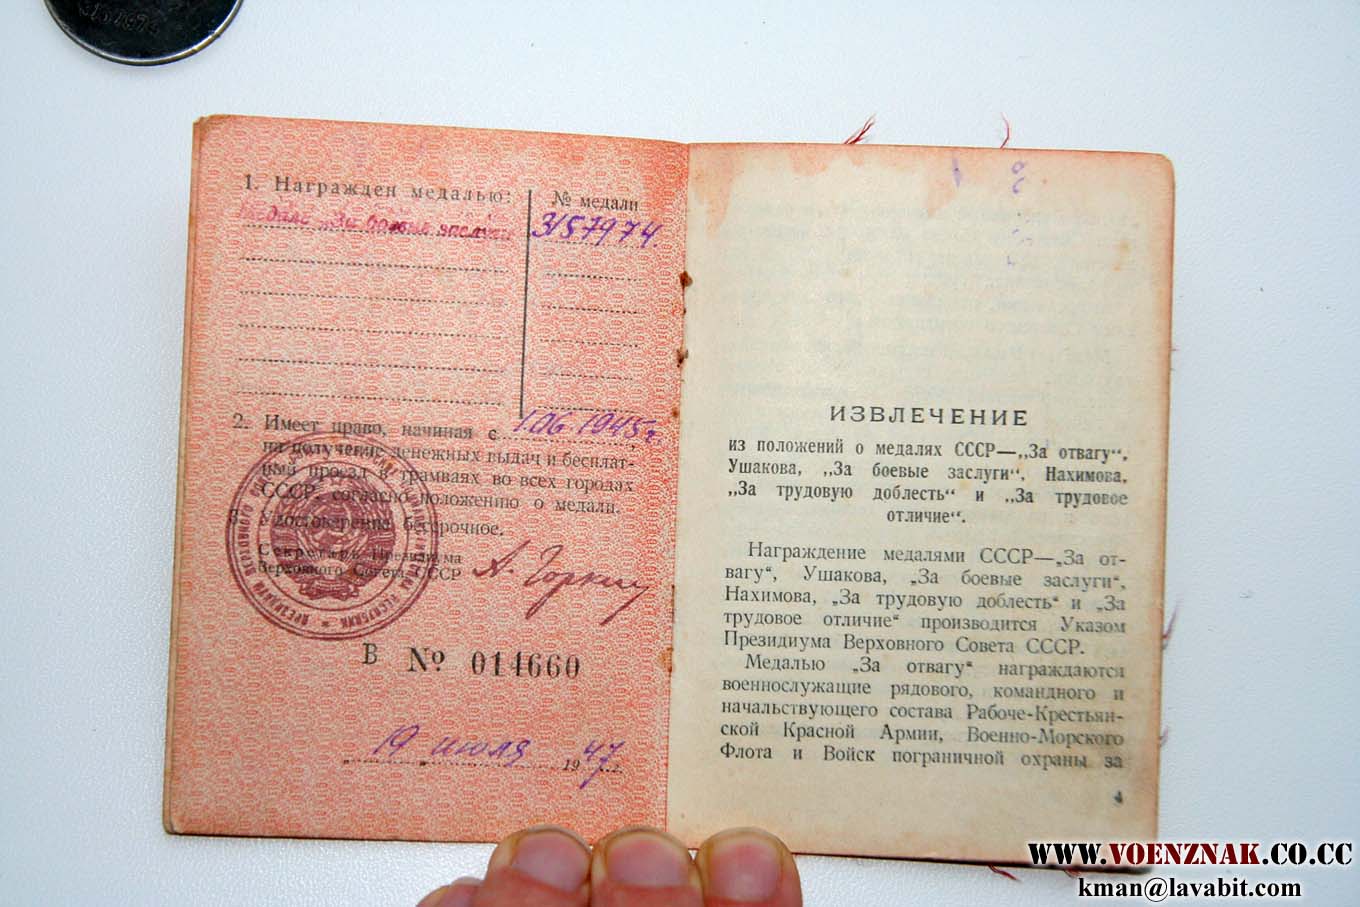 1. Награжден медалью:
№ медали
медаль „За боевые заслуги"
3157974
2. Имеет право, начиная с 1.06 1945 г.,
на получение денежных выдач и бесплат-
ный проезд в трамваях во всех городах
СССР, согласно положению о медали.
3. Удостоверение бессрочное.
Секретарь Президиума
Верховного Совета СССР
А. Горкин
В № 014660
„ 19 " июля 1947 г.
ИЗВЛЕЧЕНИЕ
из положений о медалях СССР—„За отвагу“,
Ушакова, „За боевые заслуги“, Нахимова,
„За трудовую доблесть“ и „За трудовое
отличие“.
Награждение медалями СССР—„За от-
вагу“, Ушакова, „За боевые заслуги“,
Нахимова, „За трудовую доблесть“ и „За
трудовое отличие“ производится Указом
Президиума Верховного Совета СССР.
Медалью „За отвагу“ награждаются
военнослужащие рядового, командного и
начальствующего состава Рабоче-Крестьян-
ской Красной Армии, Военно-Морского
Флота и Войск пограничной охраны за
4
WWW.VOENZNAK.CO.CC
kman@lavabit.com